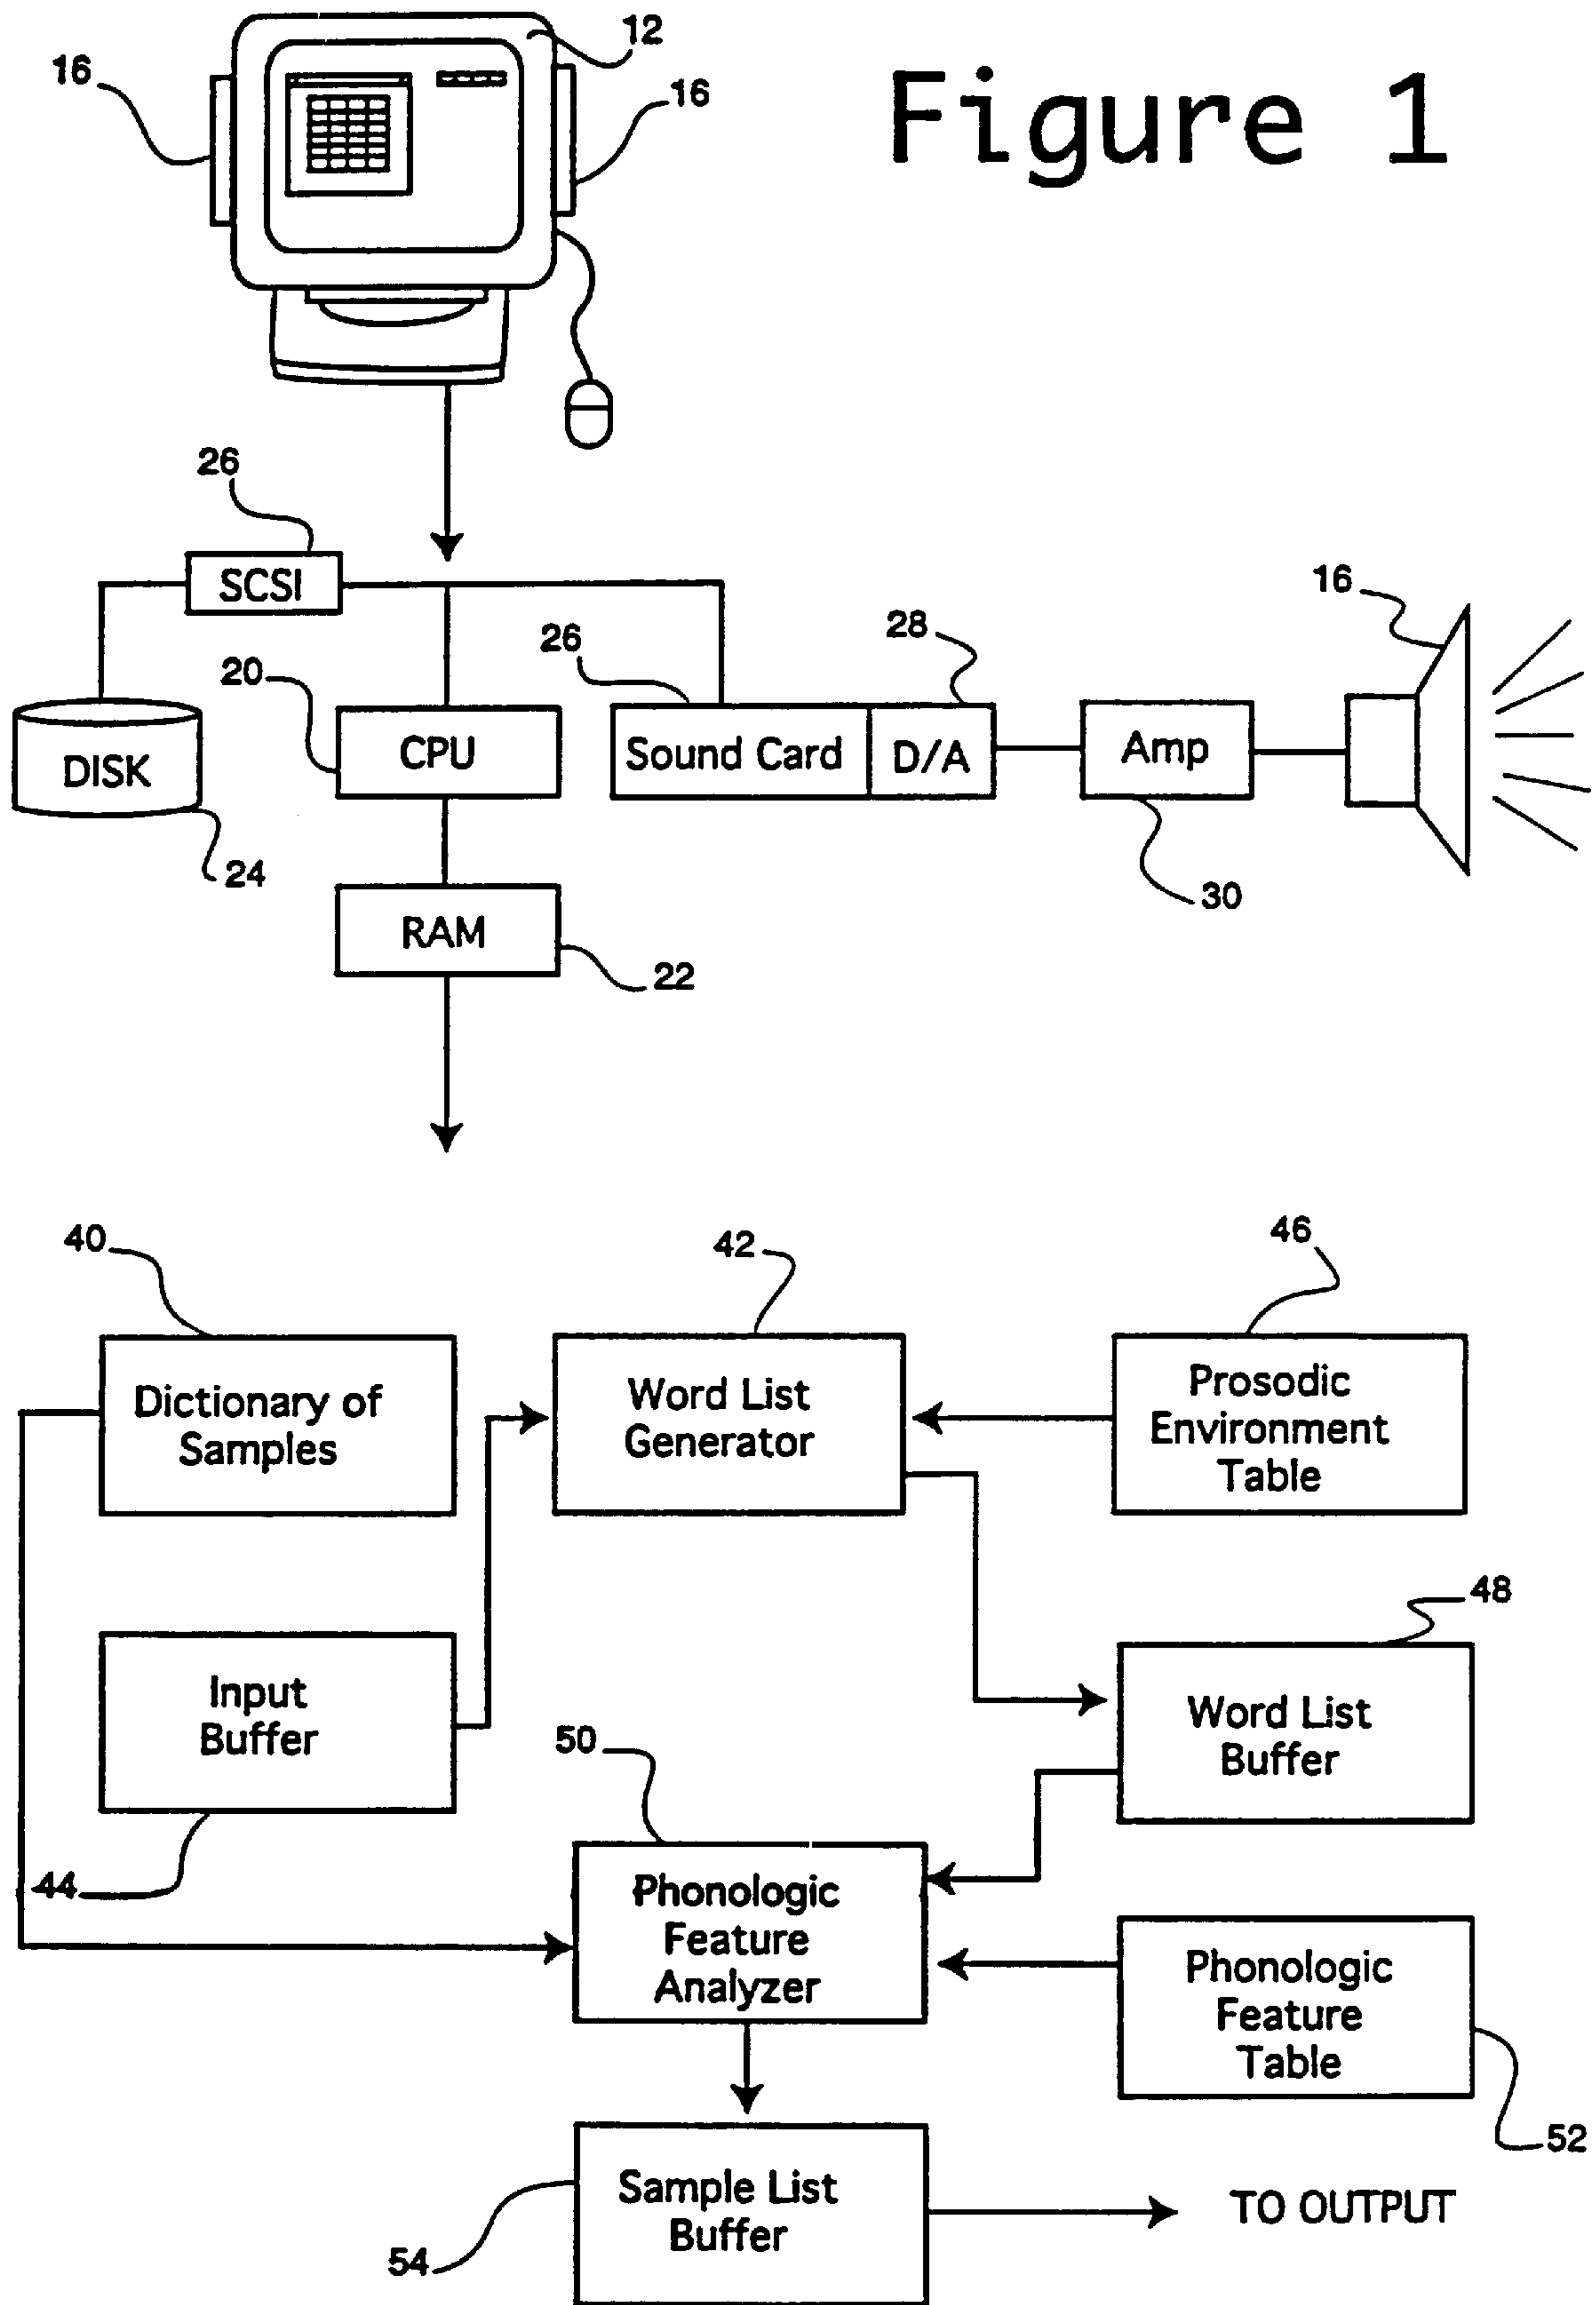 12
16
16
Figure 1
26
SCSI
16
26
28
20
CPU
Sound Card
D/A
Amp
DISK
24
30
RAM
22
40
42
46
Dictionary of
Samples
Word List
Generator
Prosodic
Environment
Table
48
Input
Buffer
Word List
Buffer
50
44
Phonologic
Feature
Analyzer
Phonologic
Feature
Table
52
Sample List
Buffer
TO OUTPUT
54